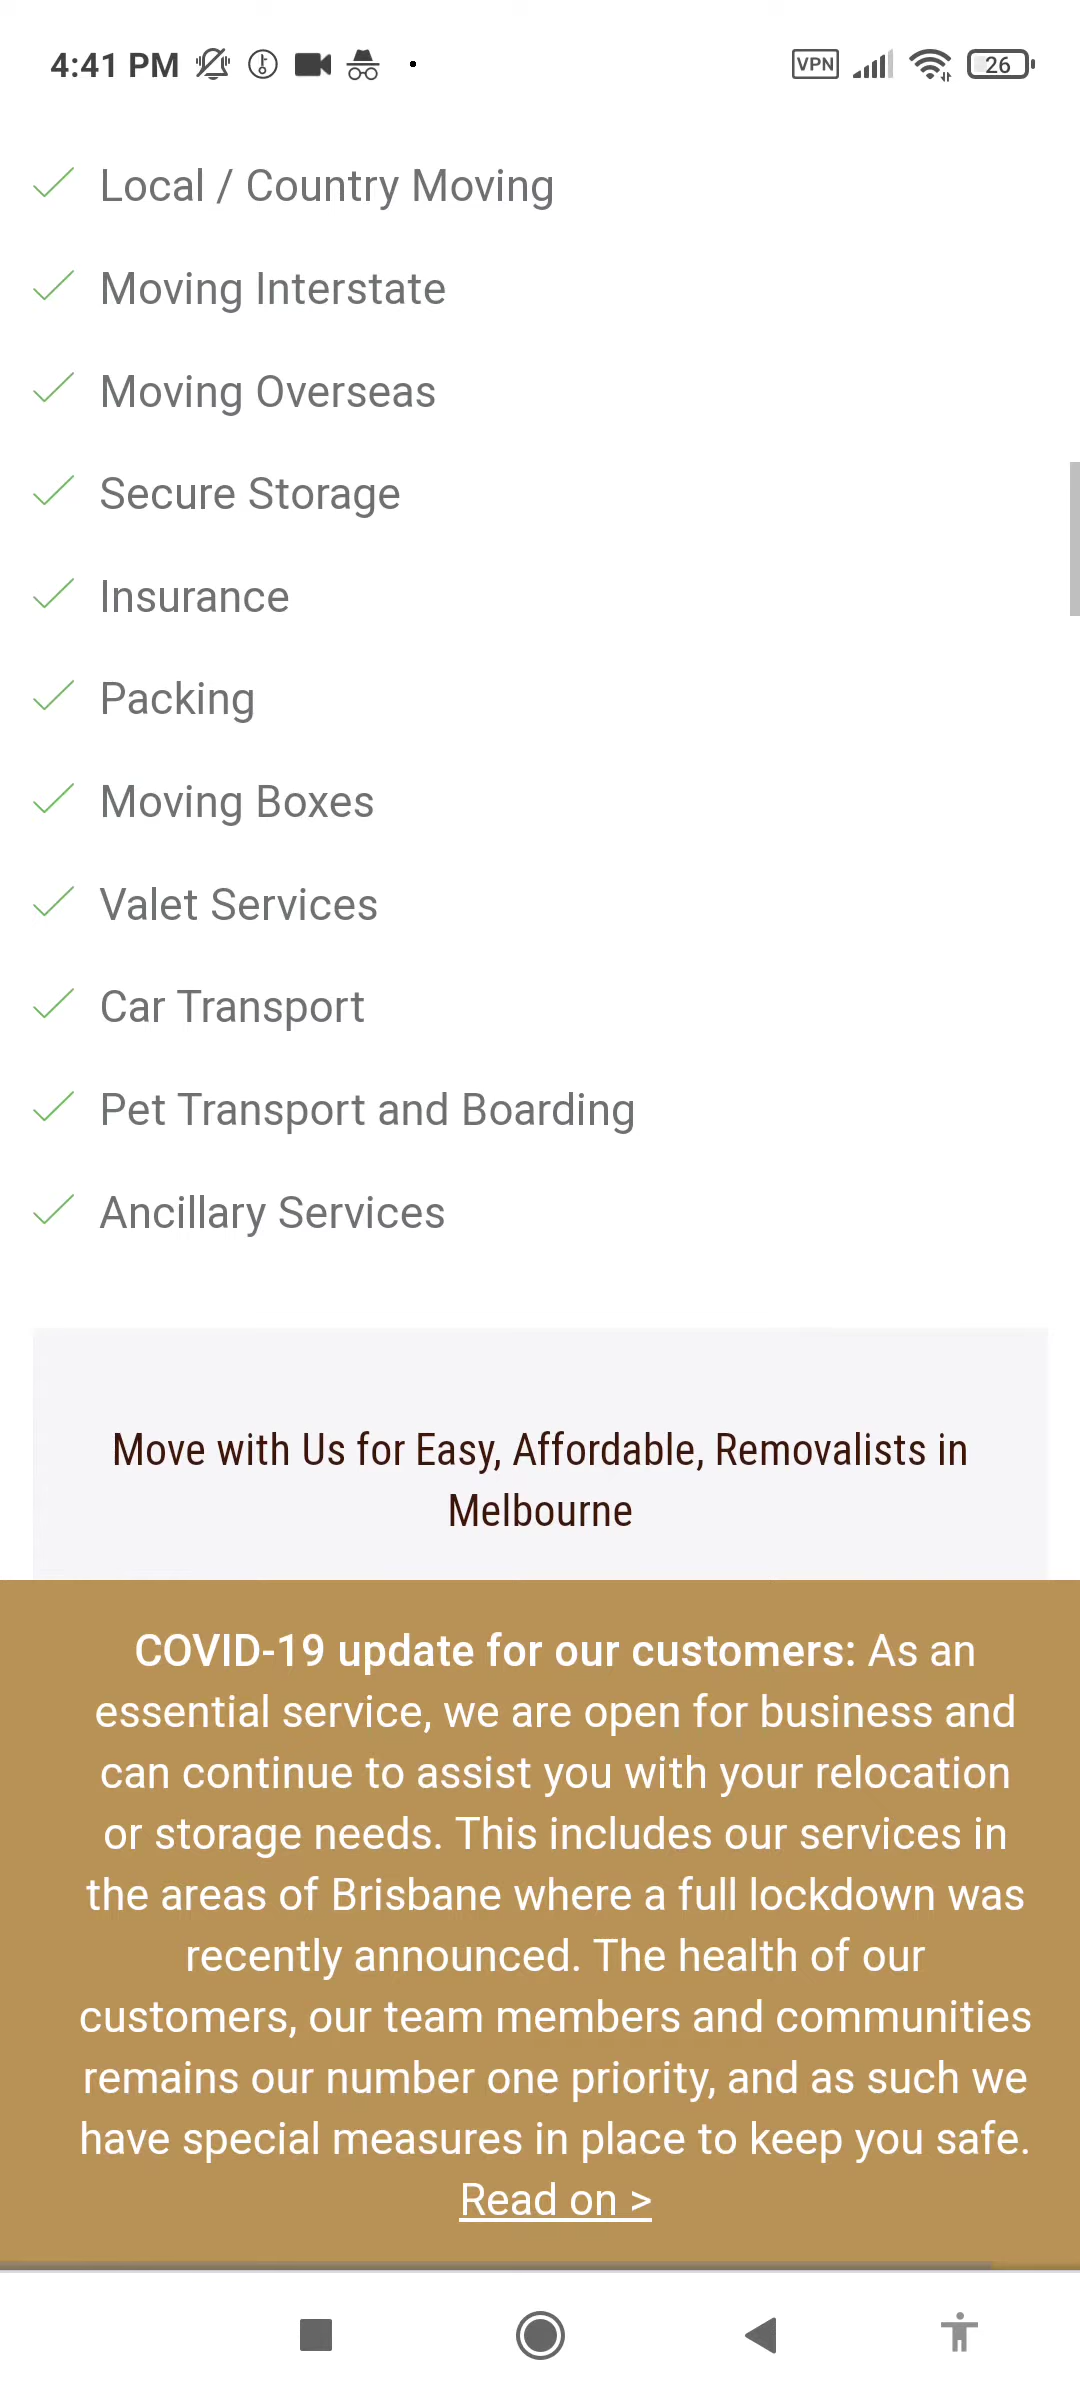 4:41 PM
VPN
26
Local / Country Moving
Moving Interstate
Moving Overseas
Secure Storage
Insurance
Packing
Moving Boxes
Valet Services
Car Transport
Pet Transport and Boarding
Ancillary Services
Move with Us for Easy, Affordable, Removalists in
Melbourne
COVID-19 update for our customers: As an
essential service, we are open for business and
can continue to assist you with your relocation
or storage needs. This includes our services in
the areas of Brisbane where a full lockdown was
recently announced. The health of our
customers, our team members and communities
remains our number one priority, and as such we
have special measures in place to keep you safe.
Read on >